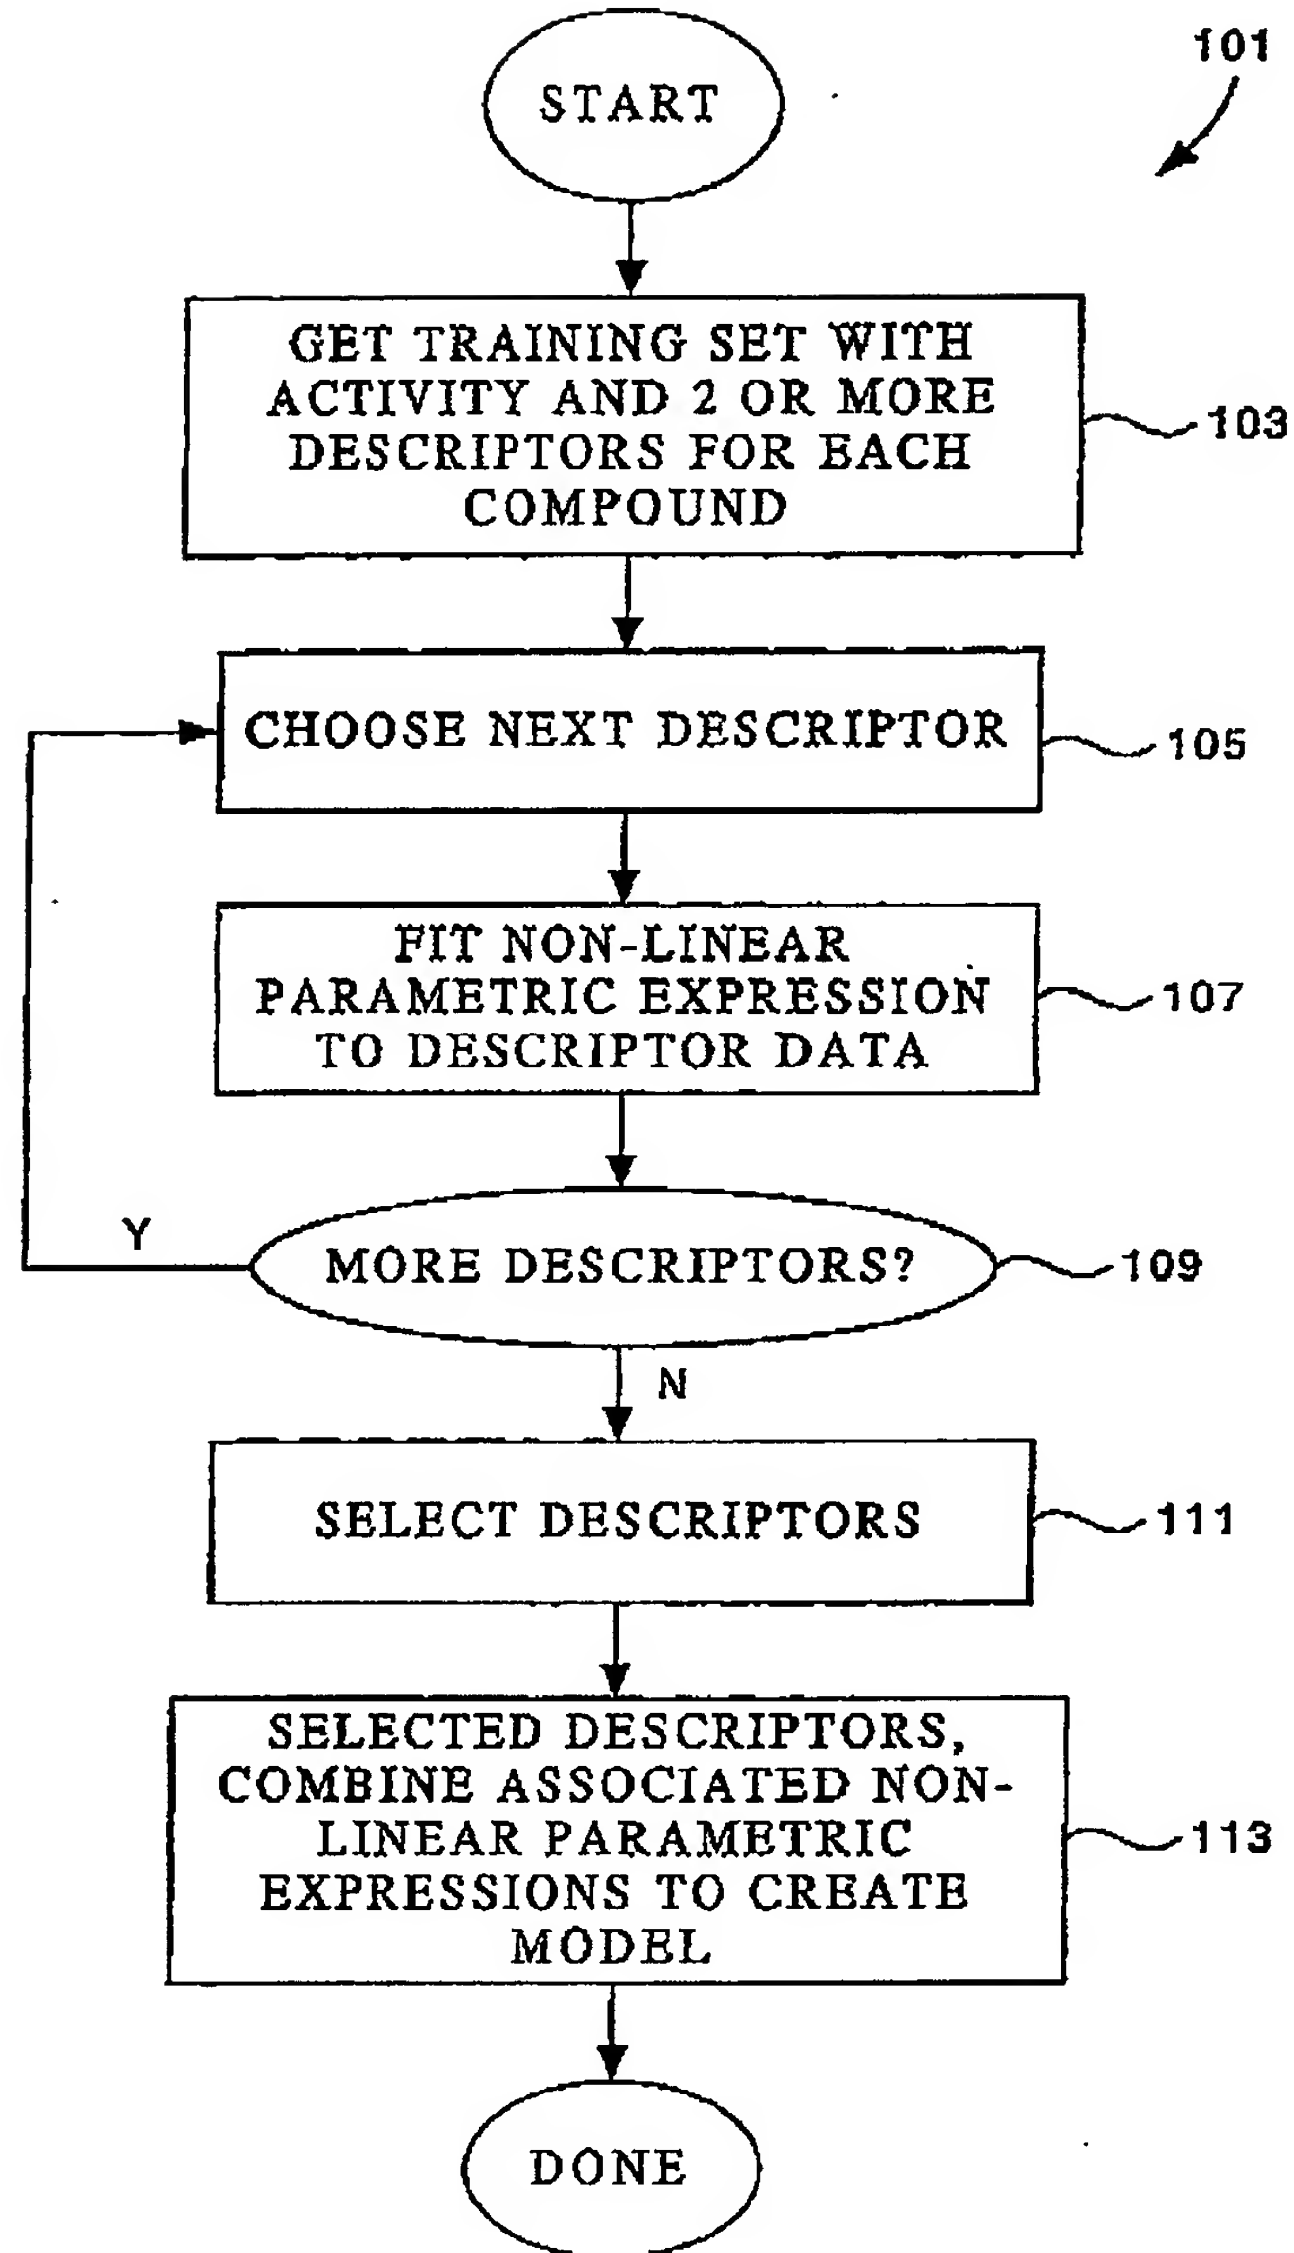 101
START
GET TRAINING SET WITH
ACTIVITY AND 2 OR MORE
DESCRIPTORS FOR EACH
COMPOUND
103
CHOOSE NEXT DESCRIPTOR
105
FIT NON-LINEAR
PARAMETRIC EXPRESSION
TO DESCRIPTOR DATA
107
Y
MORE DESCRIPTORS?
109
N
SELECT DESCRIPTORS
111
SELECTED DESCRIPTORS,
COMBINE ASSOCIATED NON-
LINEAR PARAMETRIC
EXPRESSIONS TO CREATE
MODEL
113
DONE